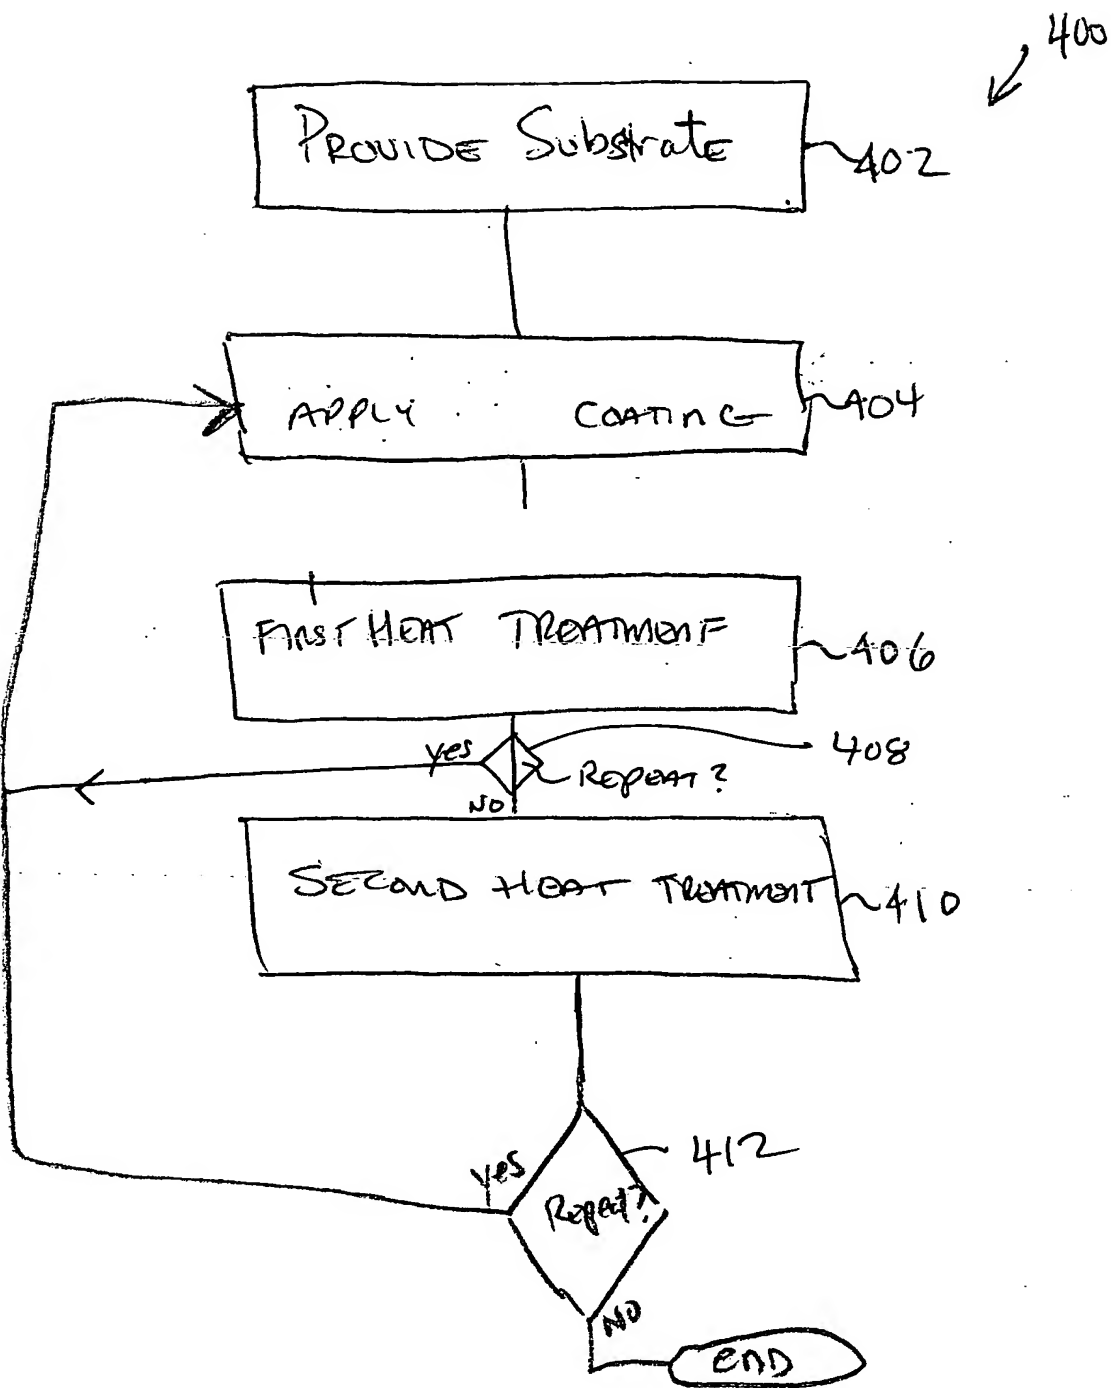 400
PROVIDE SubstratE
402
APPLY COATING
404
FIRST HEAT TREATMENT
406
yes
408
REPEAT?
NO
SECOND HEAT TREATMENT
410
412
yes
Repeat?
NO
END